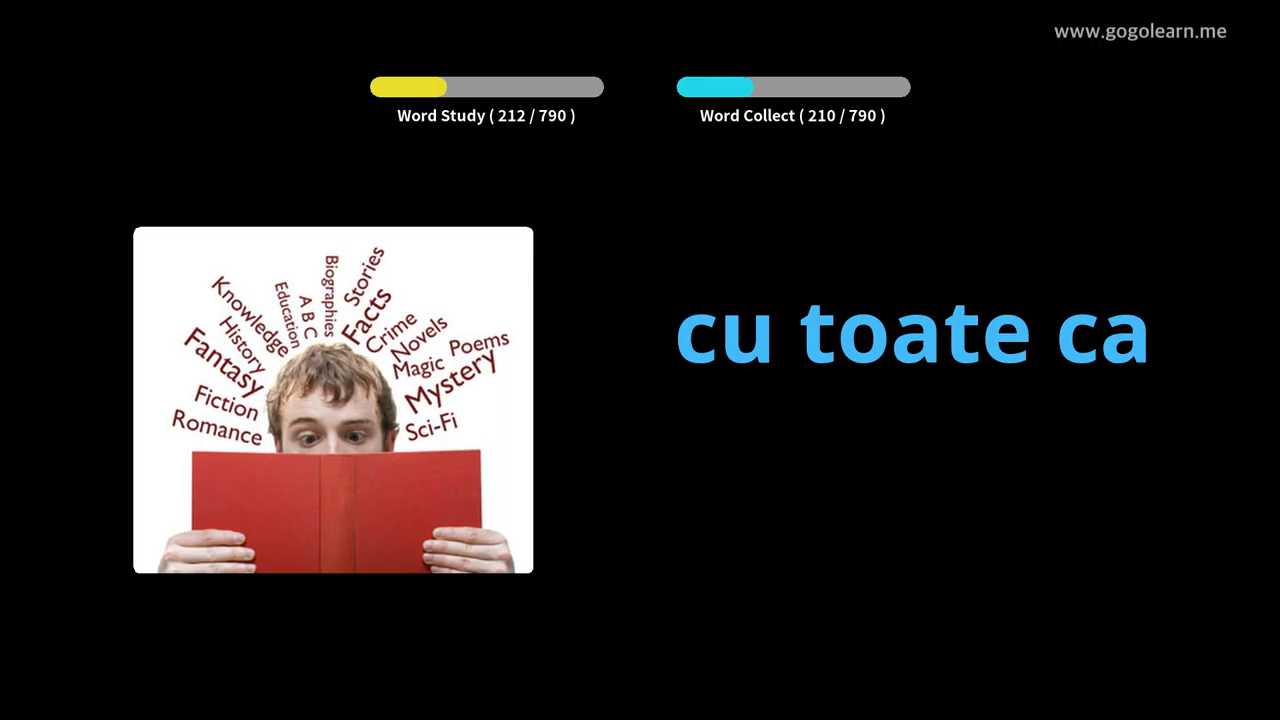 www.gogolearn.me
Word Study ( 212 / 790 )
Word Collect ( 210 / 790 )
cu toate ca
Stories
Biographies
Facts
A B C
Education
Knowledge
Crime
Novels
History
Poems
Fantasy
Magic
Mystery
Fiction
Sci-Fi
Romance